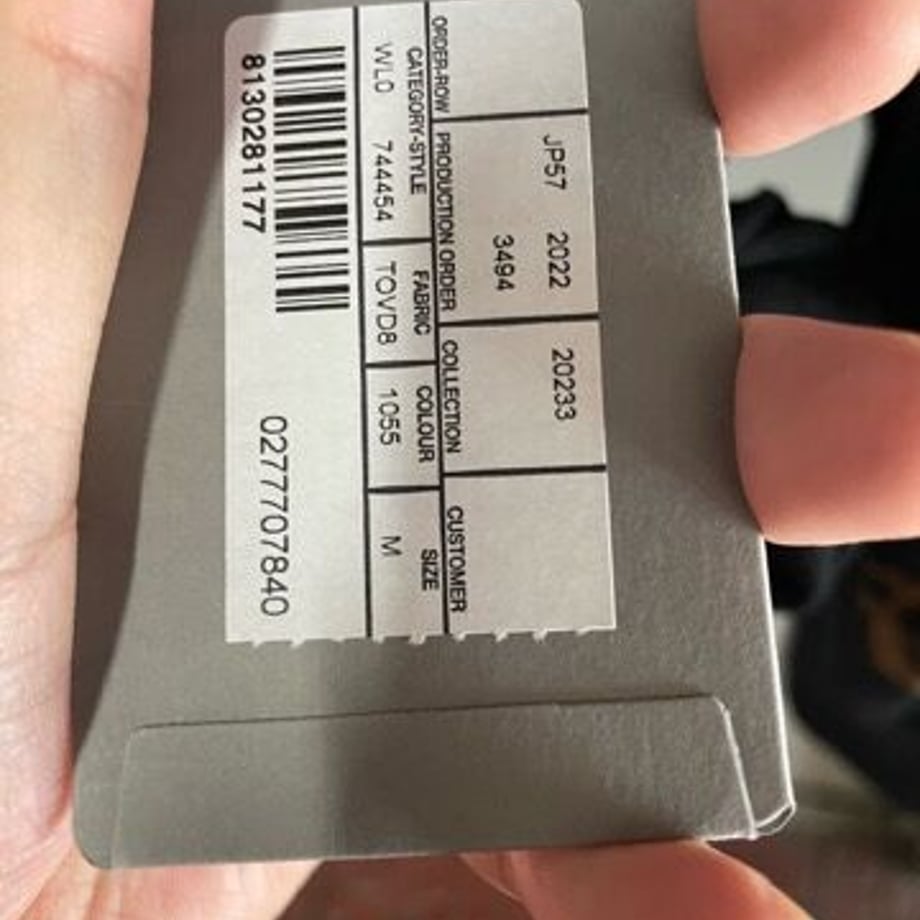 JP57 2022 20233
3494
ORDER-ROW PRODUCTION ORDER COLLECTION CUSTOMER
CATEGORY-STYLE FABRIC COLOUR SIZE
WL0 744454 TOVD8 1055 M
8130281177 0277707840